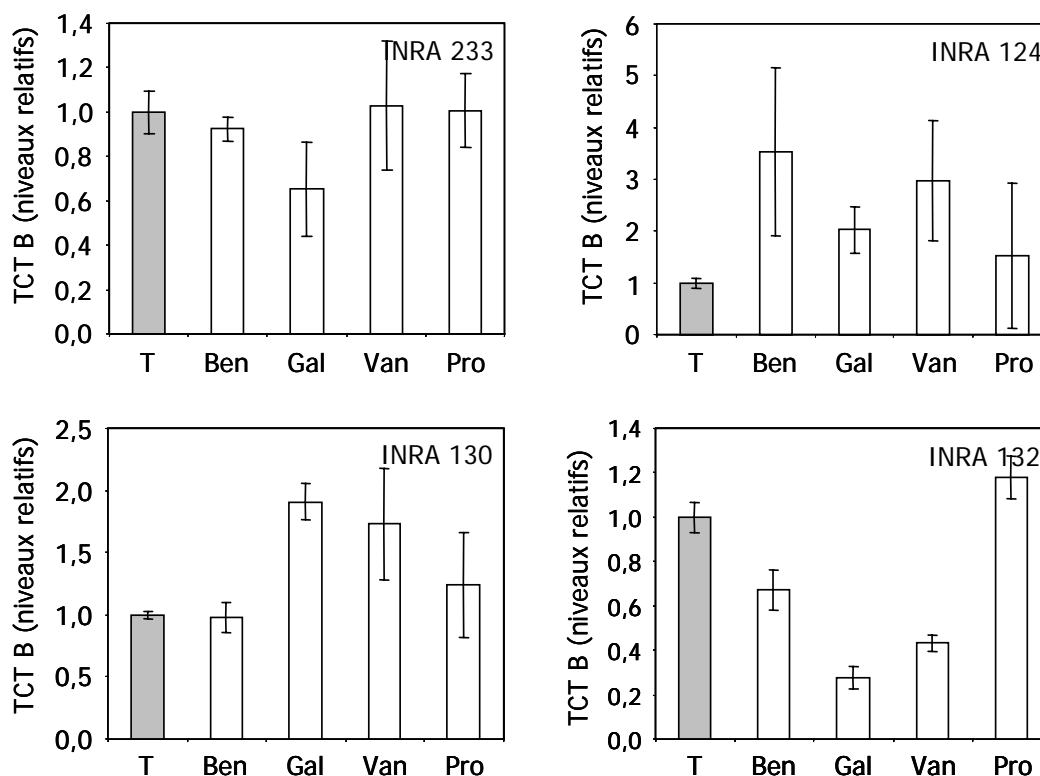 TCT B (niveaux relatifs)
INRA 233
1,4
1,2
1,0
0,8
0,6
0,4
0,2
0,0
T Ben Gal Van Pro
TCT B (niveaux relatifs)
INRA 124
6
5
4
3
2
1
0
T Ben Gal Van Pro
TCT B (niveaux relatifs)
INRA 130
2,5
2,0
1,5
1,0
0,5
0,0
T Ben Gal Van Pro
TCT B (niveaux relatifs)
INRA 132
1,4
1,2
1,0
0,8
0,6
0,4
0,2
0,0
T Ben Gal Van Pro